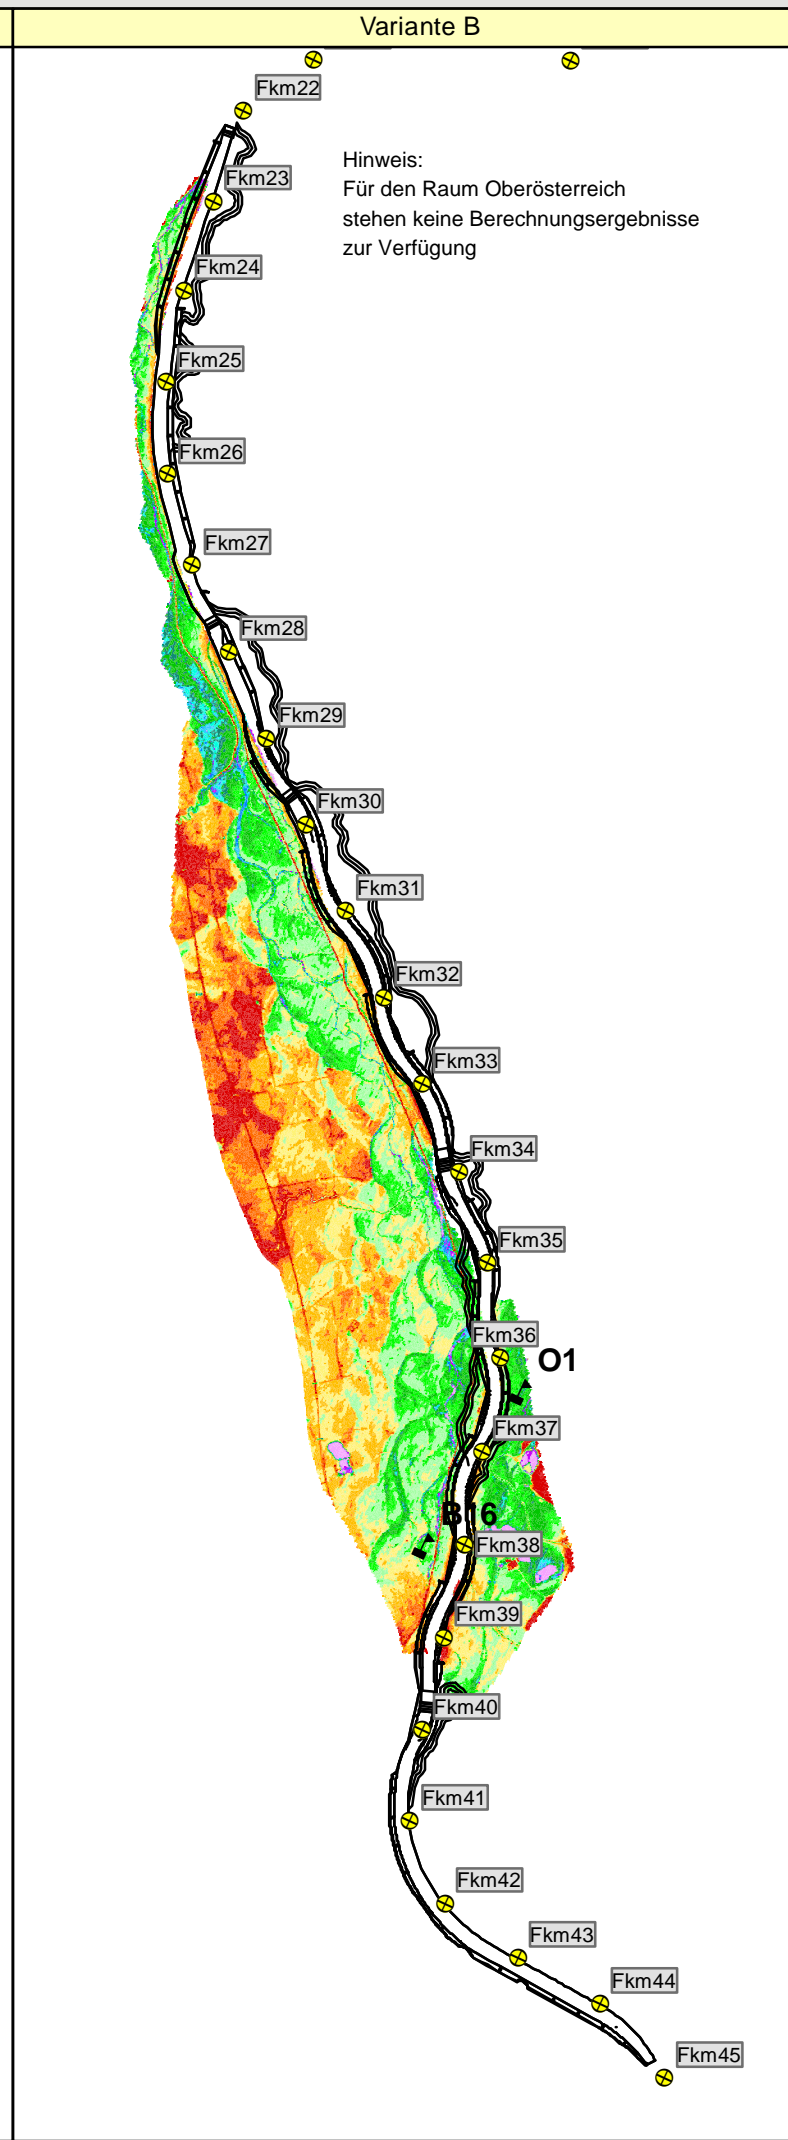 Variante B
Fkm22
Hinweis:
Für den Raum Oberösterreich
stehen keine Berechnungsergebnisse
zur Verfügung
Fkm23
Fkm24
Fkm25
Fkm26
Fkm27
Fkm28
Fkm29
Fkm30
Fkm31
Fkm32
Fkm33
Fkm34
Fkm35
Fkm36
O1
Fkm37
B16
Fkm38
Fkm39
Fkm40
Fkm41
Fkm42
Fkm43
Fkm44
Fkm45